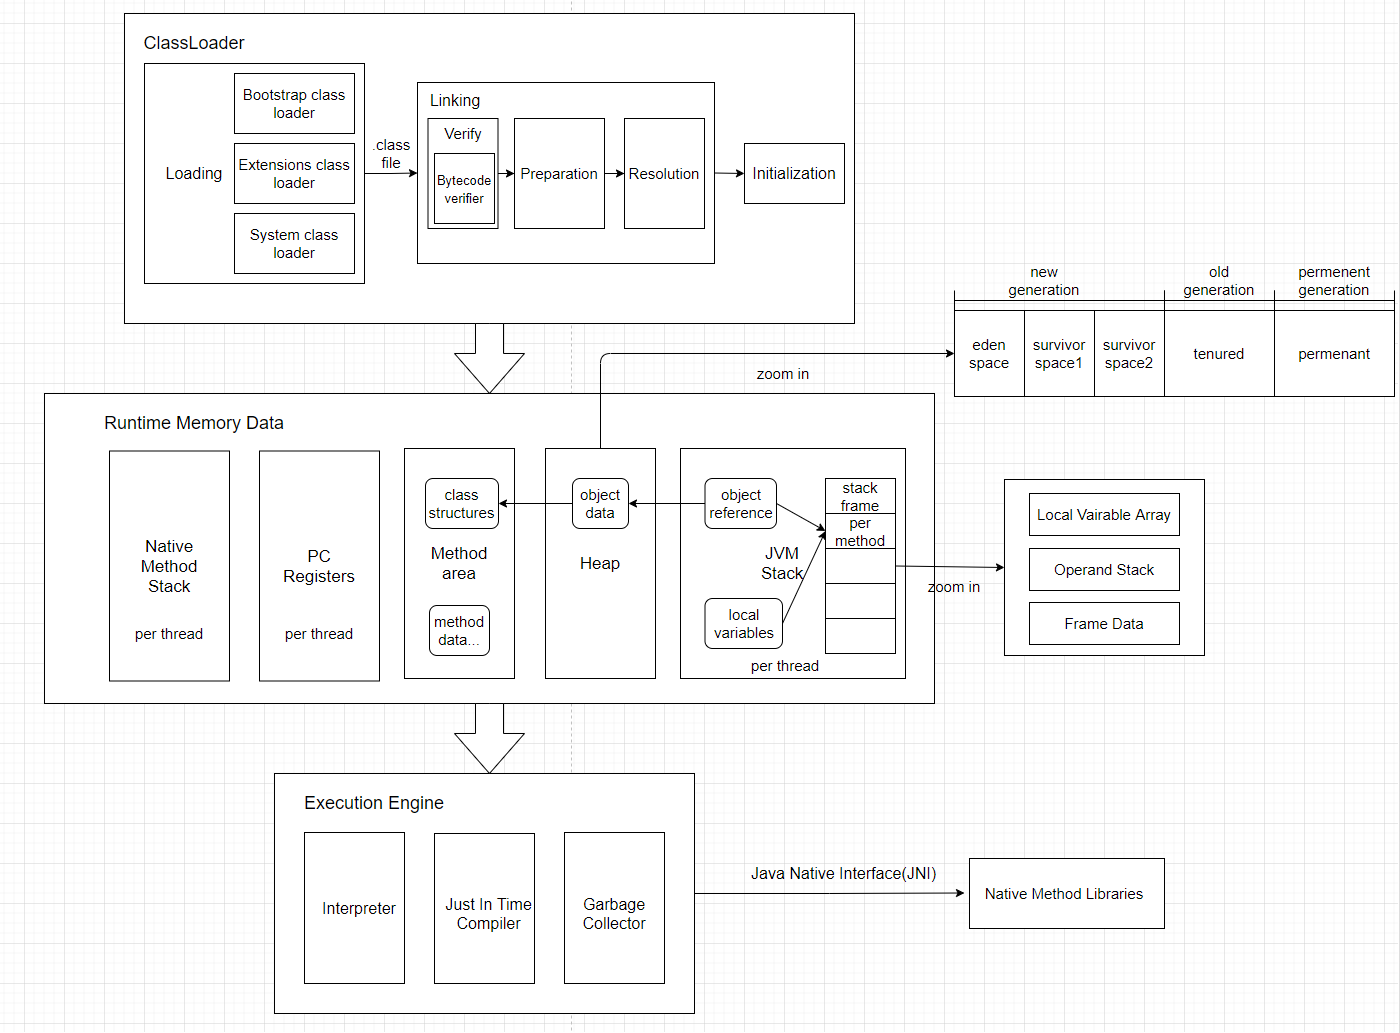 ClassLoader
Bootstrap class
loader
Loading
Extensions class
loader
System class
loader
.class
file
Linking
Verify
Bytecode
verifier
Preparation
Resolution
Initialization
new
generation
old
generation
permenent
generation
eden
space
survivor
space1
survivor
space2
tenured
permenant
zoom in
Runtime Memory Data
Native
Method
Stack
per thread
PC
Registers
per thread
class
structures
Method
area
method
data...
object
data
Heap
object
reference
JVM
Stack
local
variables
per thread
stack
frame
per
method
zoom in
Local Vairable Array
Operand Stack
Frame Data
Execution Engine
Interpreter
Just In Time
Compiler
Garbage
Collector
Java Native Interface(JNI)
Native Method Libraries